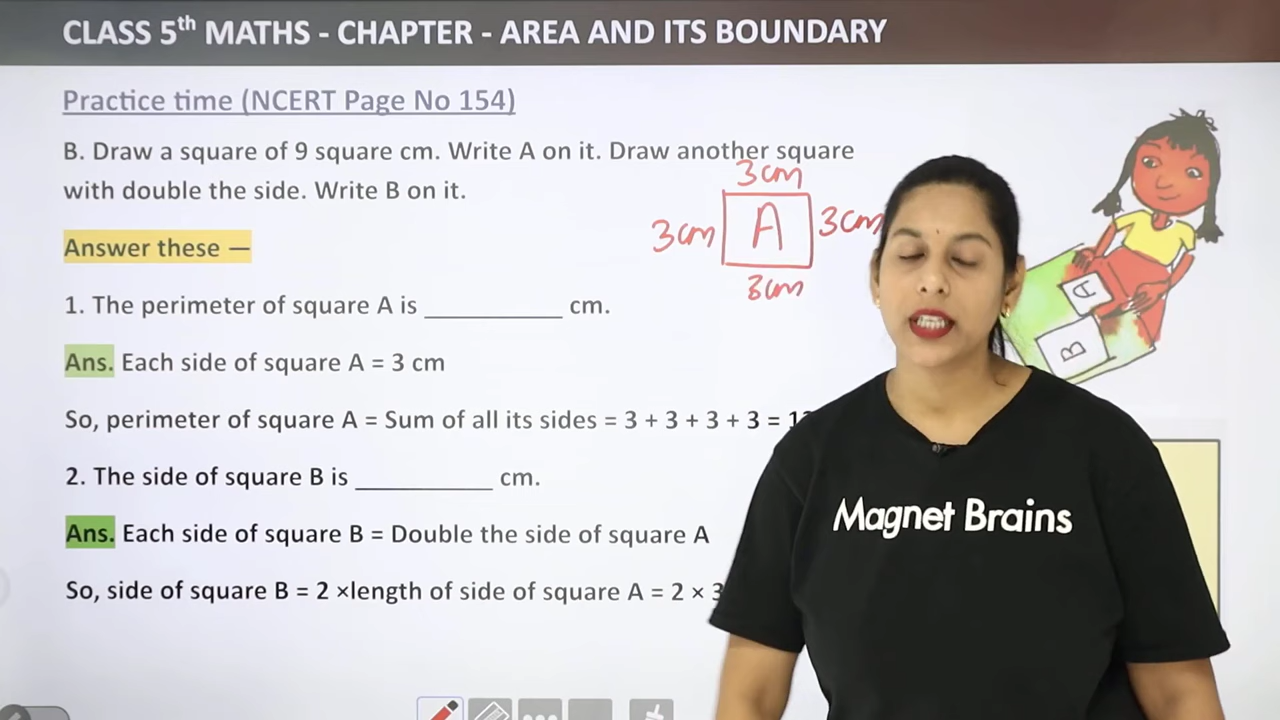 CLASS 5th MATHS - CHAPTER - AREA AND ITS BOUNDARY
Practice time (NCERT Page No 154)
B. Draw a square of 9 square cm. Write A on it. Draw another square
with double the side. Write B on it.
3cm
3cm A 3cm
3cm
Answer these —
A
B
1. The perimeter of square A is __________ cm.
Ans. Each side of square A = 3 cm
So, perimeter of square A = Sum of all its sides = 3 + 3 + 3 + 3 =
2. The side of square B is __________ cm.
Ans. Each side of square B = Double the side of square A
So, side of square B = 2 ×length of side of square A = 2 × 3
Magnet Brains